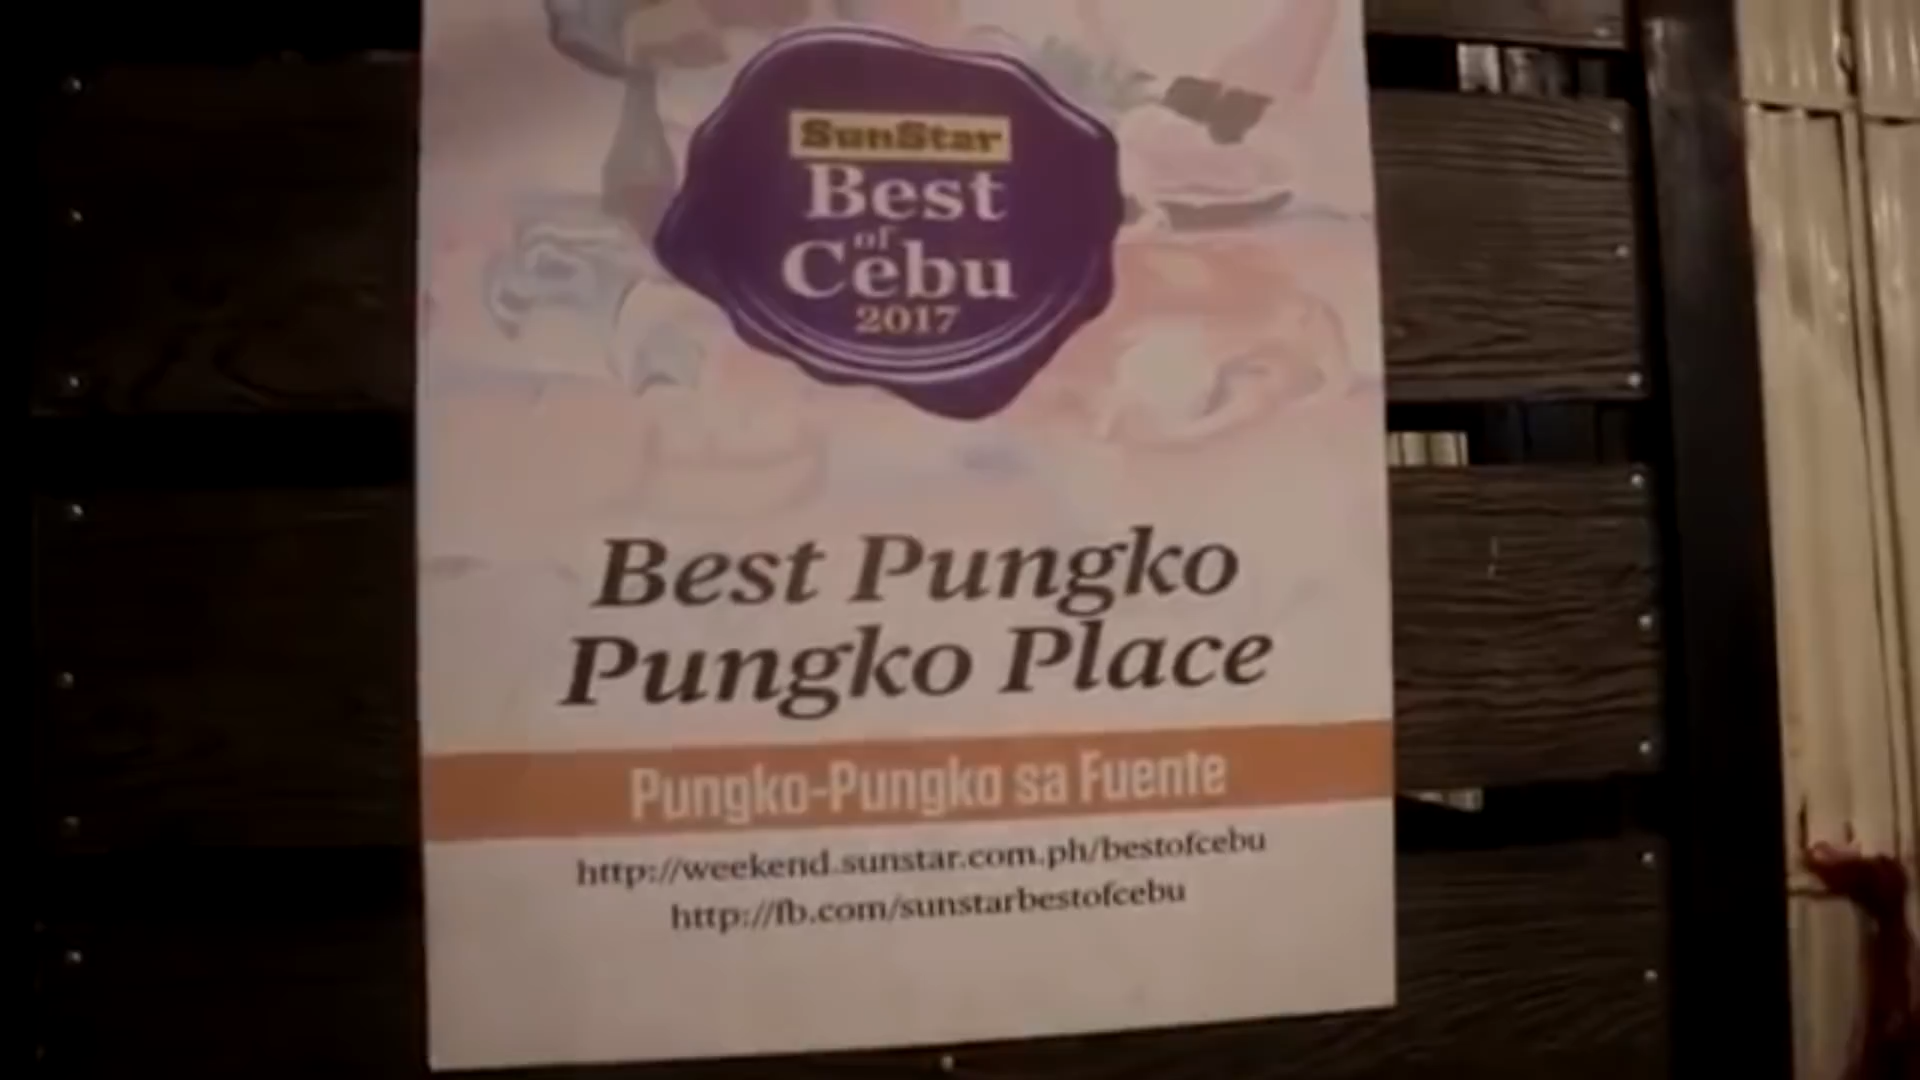 SunStar
Best
of
Cebu
2017
Best Pungko
Pungko Place
Pungko-Pungko sa Fuente
http://weekend.sunstar.com.ph/bestofcebu
http://fb.com/sunstarbestofcebu